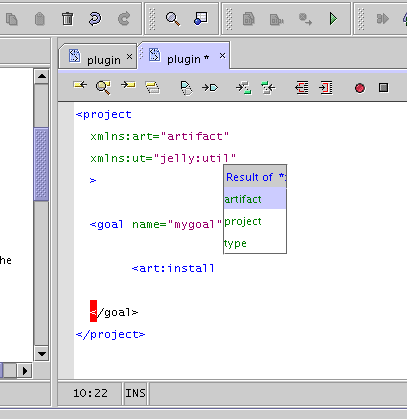 plugin
plugin *
<project
xmlns:art="artifact"
xmlns:ut="jelly:util"
>
Result of *:
artifact
project
type
<goal name="mygoal"
<art:install
</goal>
</project>
he
10:22
INS